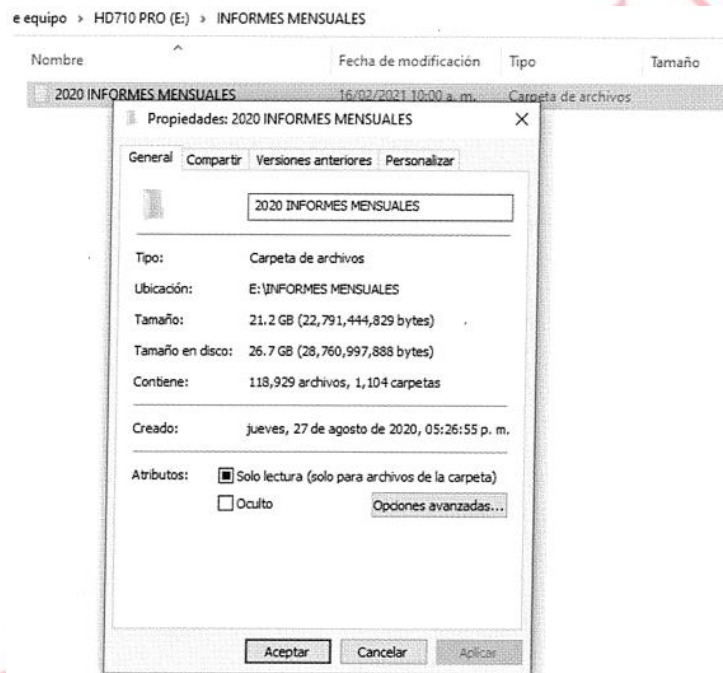 e equipo > HD710 PRO (E:) > INFORMES MENSUALES
Nombre Fecha de modificación Tipo Tamaño
2020 INFORMES MENSUALES 16/02/2021 10:00 a. m. Carpeta de archivos
Propiedades: 2020 INFORMES MENSUALES
General Compartir Versiones anteriores Personalizar
2020 INFORMES MENSUALES
Tipo: Carpeta de archivos
Ubicación: E:\INFORMES MENSUALES
Tamaño: 21.2 GB (22,791,444,829 bytes)
Tamaño en disco: 26.7 GB (28,760,997,888 bytes)
Contiene: 118,929 archivos, 1,104 carpetas
Creado: jueves, 27 de agosto de 2020, 05:26:55 p. m.
Atributos: Solo lectura (solo para archivos de la carpeta)
Oculto Opciones avanzadas...
Aceptar Cancelar Aplicar